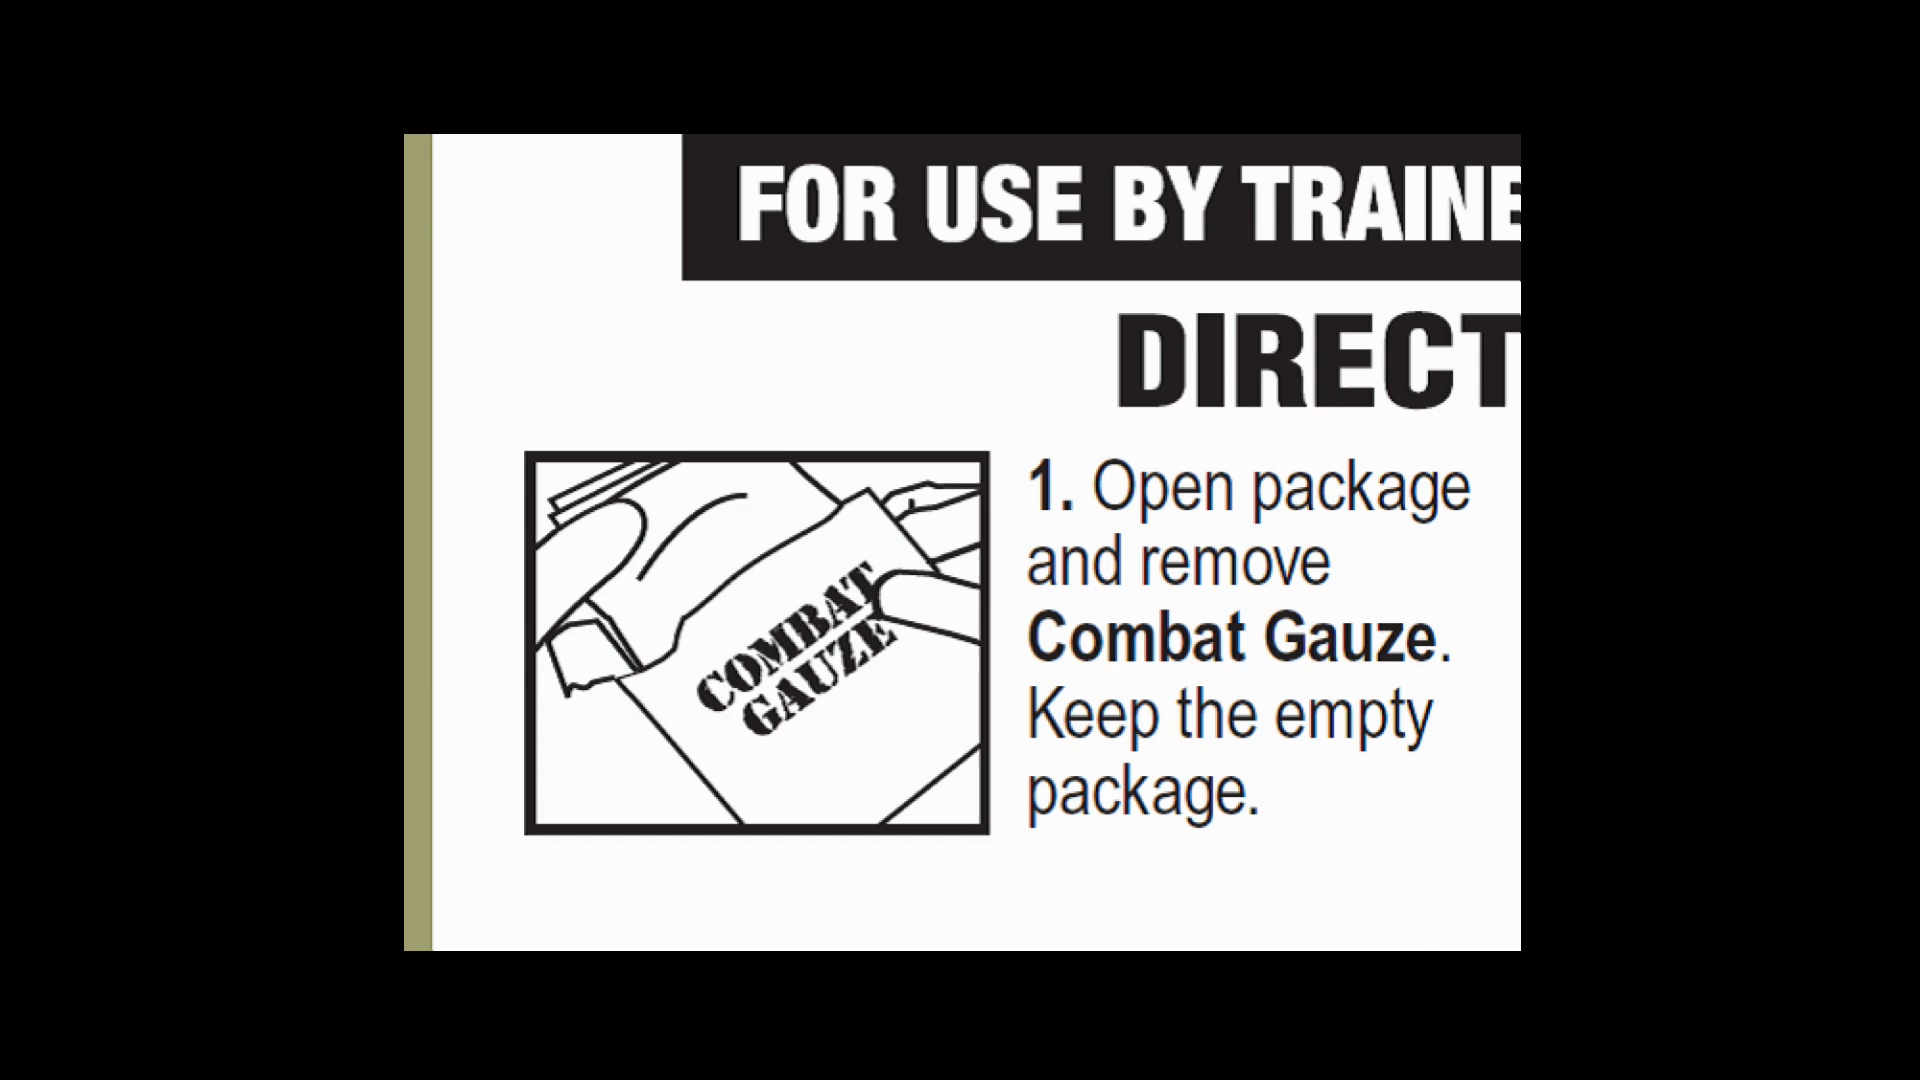 FOR USE BY TRAINE
DIRECT
COMBAT
GAUZE
1. Open package
and remove
Combat Gauze.
Keep the empty
package.